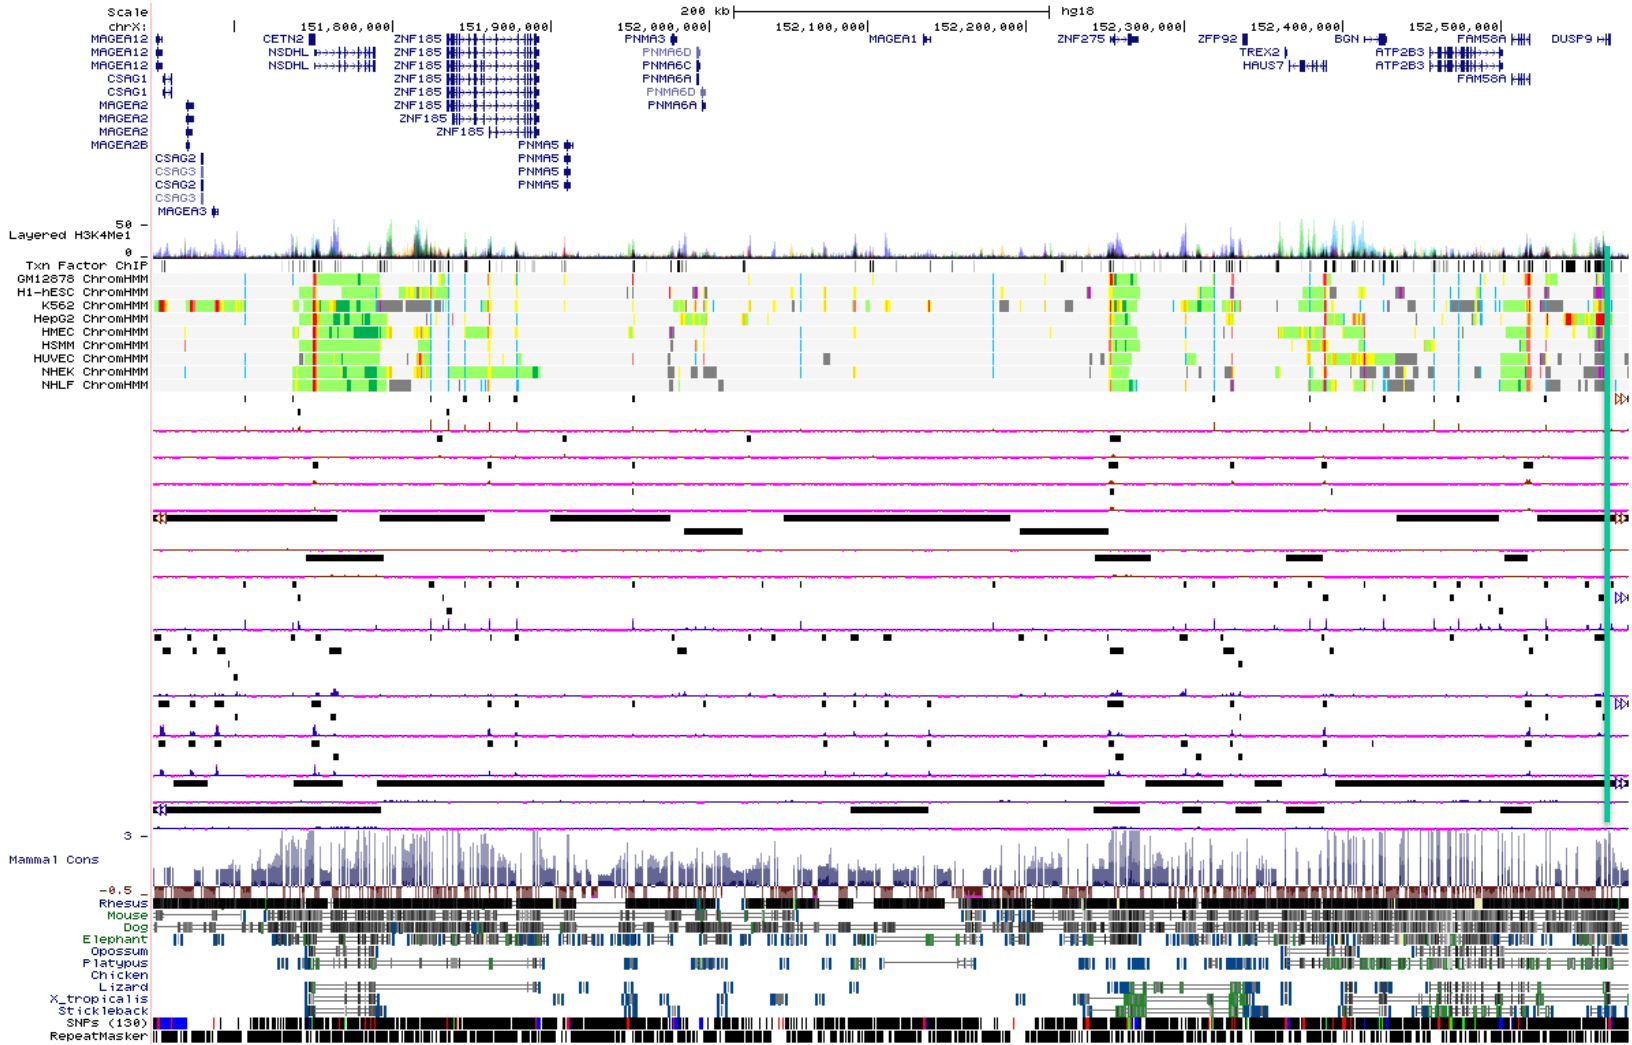 Scale 200 kb hg18
chrX: 151,800,000 151,900,000 152,000,000 152,100,000 152,200,000 152,300,000 152,400,000 152,500,000
MAGEA12 CETN2 ZNF185 PNMA3 MAGEA1 ZNF275 ZFP92 BGN FAM58A DUSP9
MAGEA12 NSDHL ZNF185 PNMA6D TREX2 ATP2B3
MAGEA12 NSDHL ZNF185 PNMA6C HAUS7 ATP2B3
CSAG1 ZNF185 PNMA6A FAM58A
CSAG1 ZNF185 PNMA6D
MAGEA2 ZNF185 PNMA6A
MAGEA2 ZNF185
MAGEA2 ZNF185
MAGEA2B PNMA5
CSAG2 PNMA5
CSAG3 PNMA5
CSAG2 PNMA5
CSAG3
MAGEA3
50 _
Layered H3K4Me1
0 _
Txn Factor ChIP
GM12878 ChromHMM
H1-hESC ChromHMM
K562 ChromHMM
HepG2 ChromHMM
HMEC ChromHMM
HSMM ChromHMM
HUVEC ChromHMM
NHEK ChromHMM
NHLF ChromHMM
3 _
Mammal Cons
-0.5 _
Rhesus
Mouse
Dog
Elephant
Opossum
Platypus
Chicken
Lizard
X_tropicalis
Stickleback
SNPs (130)
RepeatMasker